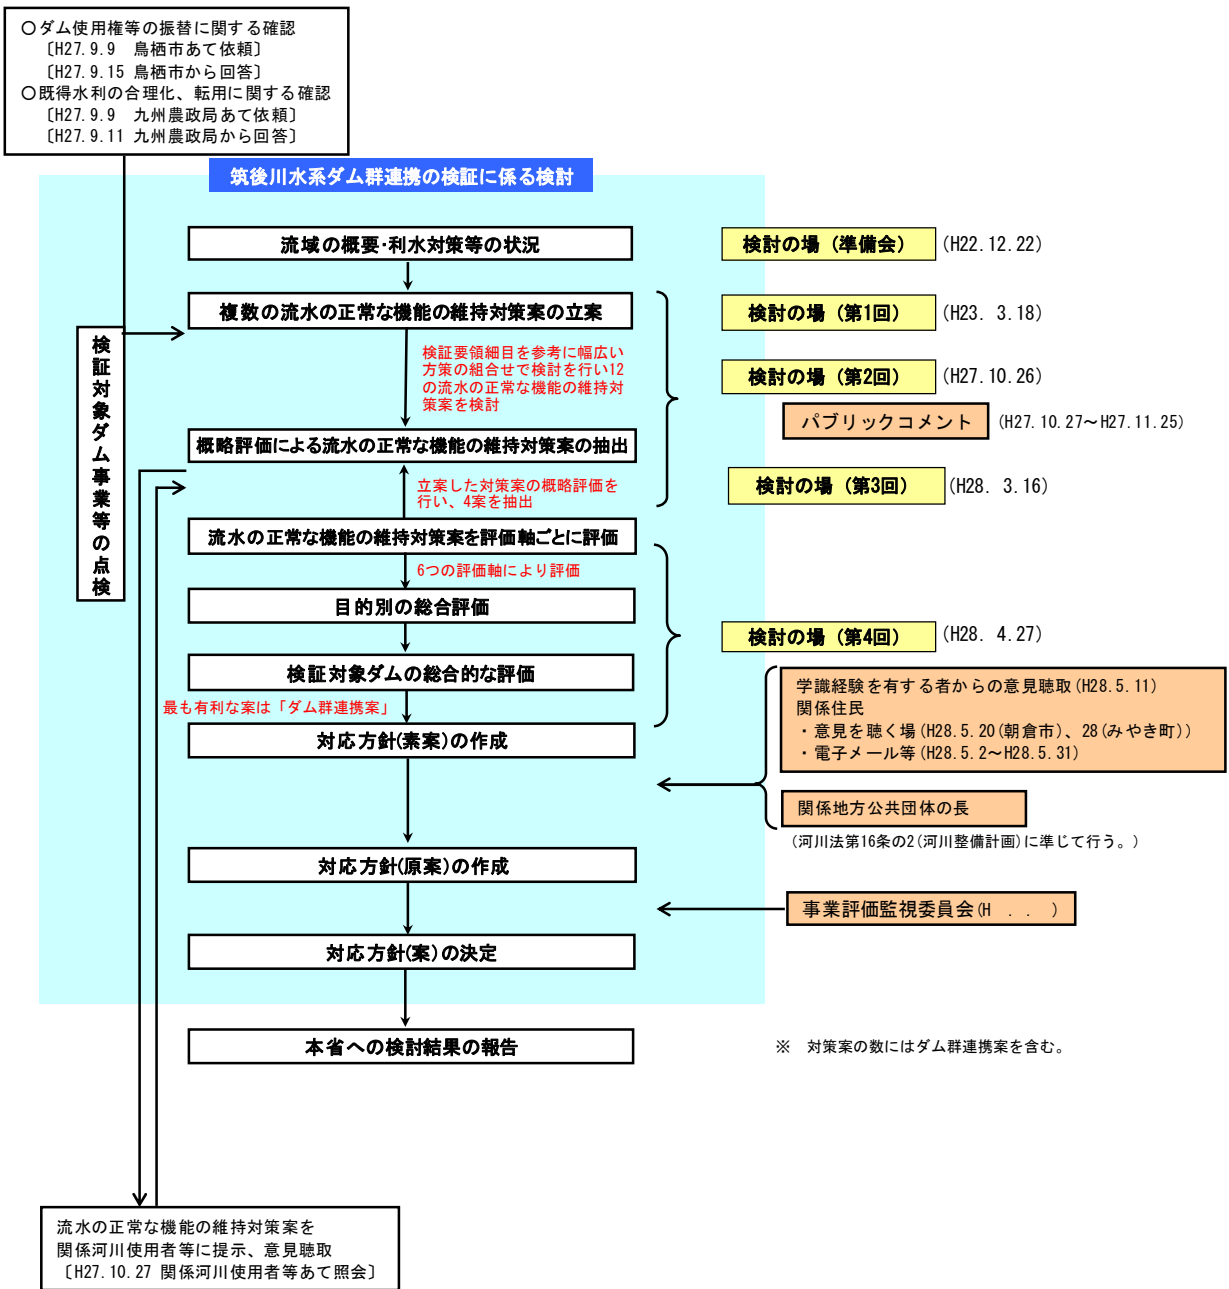 〇ダム使用権等の振替に関する確認
〔H27.9.9 鳥栖市あて依頼〕
〔H27.9.15 鳥栖市から回答〕
〇既得水利の合理化、転用に関する確認
〔H27.9.9 九州農政局あて依頼〕
〔H27.9.11 九州農政局から回答〕
筑後川水系ダム群連携の検証に係る検討
流域の概要・利水対策等の状況
検討の場（準備会） (H22.12.22)
複数の流水の正常な機能の維持対策案の立案
検討の場（第1回） (H23. 3.18)
検証対象ダム事業等の点検
検証要領細目を参考に幅広い
方策の組合せで検討を行い12
の流水の正常な機能の維持対
策案を検討
検討の場（第2回） (H27.10.26)
パブリックコメント (H27.10.27～H27.11.25)
概略評価による流水の正常な機能の維持対策案の抽出
立案した対策案の概略評価を
行い、4案を抽出
検討の場（第3回） (H28. 3.16)
流水の正常な機能の維持対策案を評価軸ごとに評価
6つの評価軸により評価
目的別の総合評価
検討の場（第4回） (H28. 4.27)
検証対象ダムの総合的な評価
最も有利な案は「ダム群連携案」
対応方針(素案)の作成
学識経験を有する者からの意見聴取(H28.5.11)
関係住民
・意見を聴く場(H28.5.20(朝倉市)、28(みやき町))
・電子メール等(H28.5.2～H28.5.31)
関係地方公共団体の長
(河川法第16条の2(河川整備計画)に準じて行う。)
対応方針(原案)の作成
事業評価監視委員会(H . . )
対応方針(案)の決定
本省への検討結果の報告
※ 対策案の数にはダム群連携案を含む。
流水の正常な機能の維持対策案を
関係河川使用者等に提示、意見聴取
〔H27.10.27 関係河川使用者等あて照会〕